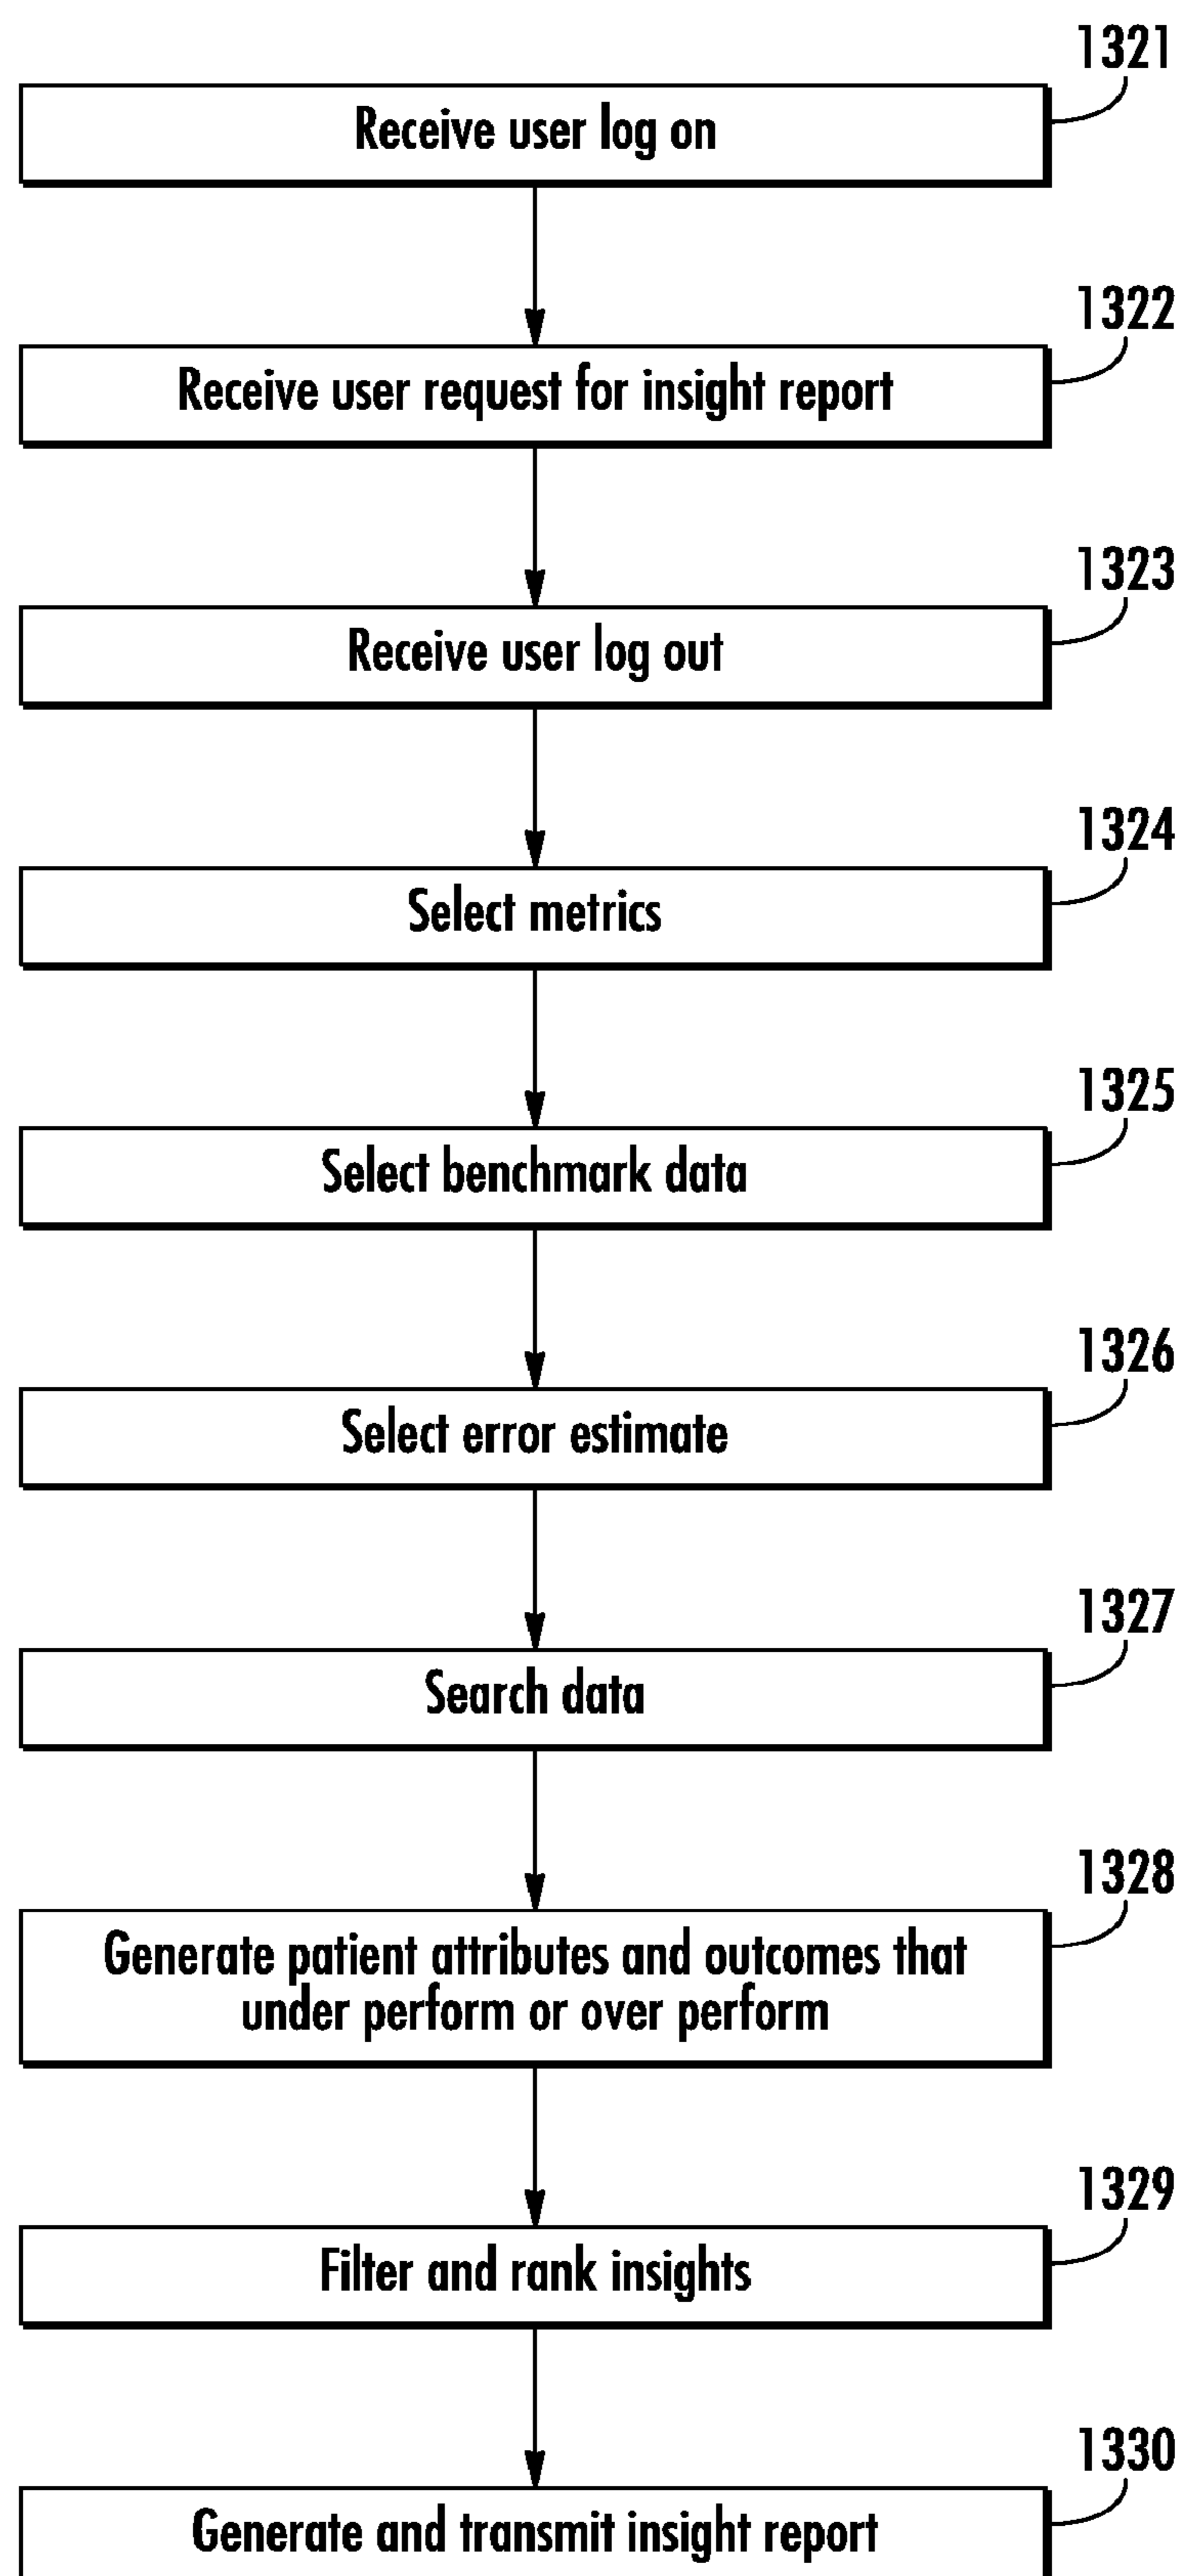 1321
Receive user log on
1322
Receive user request for insight report
1323
Receive user log out
1324
Select metrics
1325
Select benchmark data
1326
Select error estimate
1327
Search data
1328
Generate patient attributes and outcomes that
under perform or over perform
1329
Filter and rank insights
1330
Generate and transmit insight report